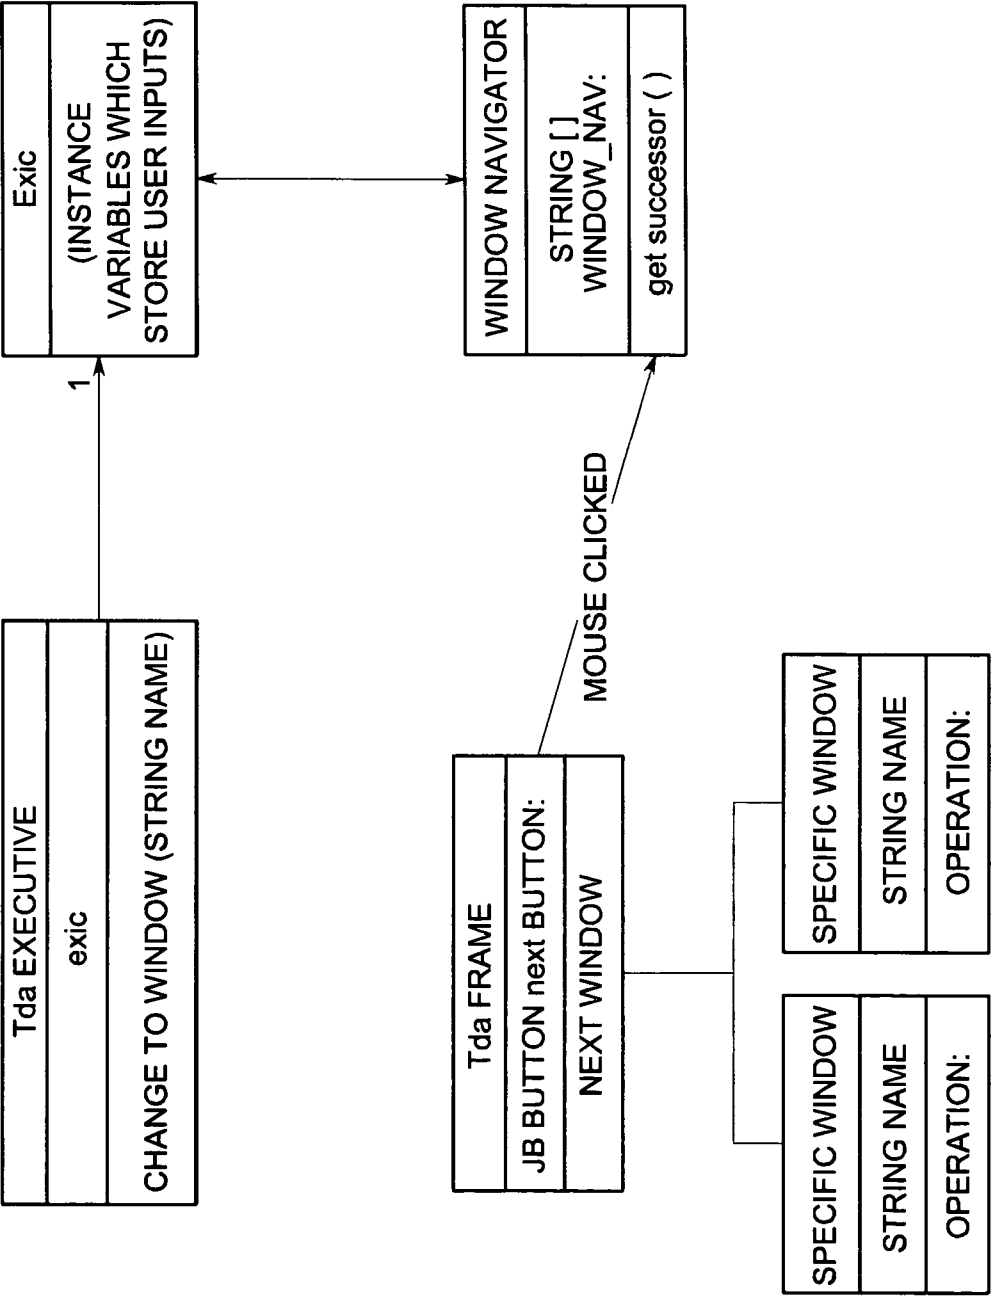 Tda EXECUTIVE
exic
CHANGE TO WINDOW (STRING NAME)
1
Exic
(INSTANCE
VARIABLES WHICH
STORE USER INPUTS)
Tda FRAME
JB BUTTON next BUTTON:
NEXT WINDOW
MOUSE CLICKED
WINDOW NAVIGATOR
STRING [ ]
WINDOW_NAV:
get successor ( )
SPECIFIC WINDOW
STRING NAME
OPERATION:
SPECIFIC WINDOW
STRING NAME
OPERATION: